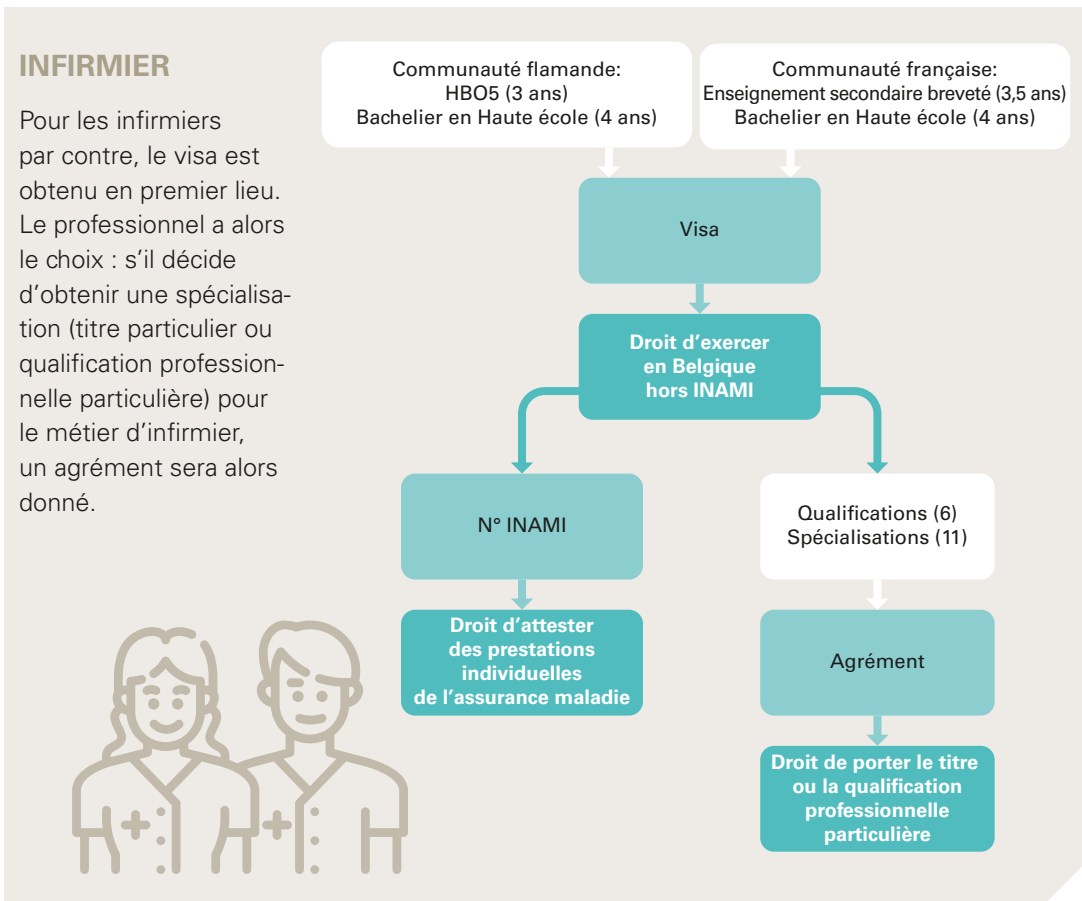 INFIRMIER
Pour les infirmiers
par contre, le visa est
obtenu en premier lieu.
Le professionnel a alors
le choix : s’il décide
d’obtenir une spécialisa-
tion (titre particulier ou
qualification profession-
nelle particulière) pour
le métier d’infirmier,
un agrément sera alors
donné.
Communauté flamande:
HBO5 (3 ans)
Bachelier en Haute école (4 ans)
Communauté française:
Enseignement secondaire breveté (3,5 ans)
Bachelier en Haute école (4 ans)
Visa
Droit d’exercer
en Belgique
hors INAMI
N° INAMI
Droit d’attester
des prestations
individuelles
de l’assurance maladie
Qualifications (6)
Spécialisations (11)
Agrément
Droit de porter le titre
ou la qualification
professionnelle
particulière